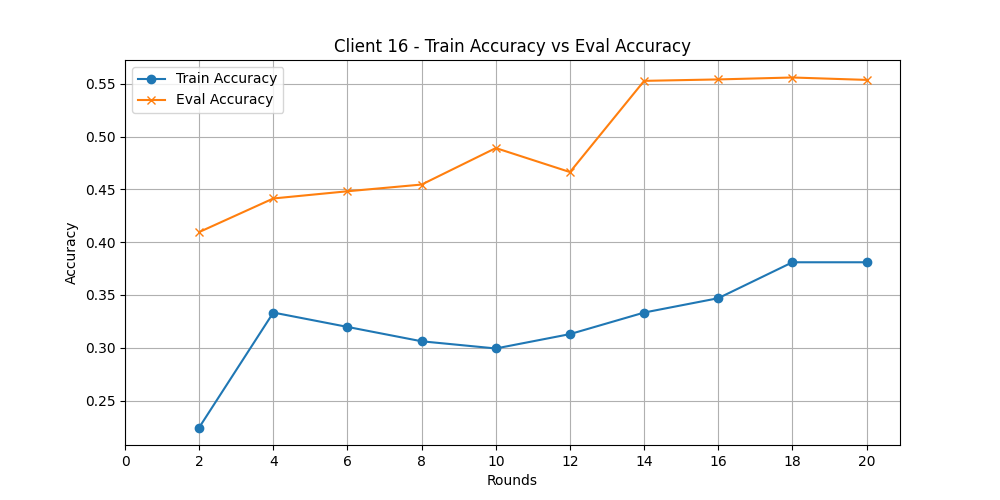 Client 16 - Train Accuracy vs Eval Accuracy
Train Accuracy
Eval Accuracy
0.55
0.50
0.45
0.40
0.35
0.30
0.25
Accuracy
0 2 4 6 8 10 12 14 16 18 20
Rounds